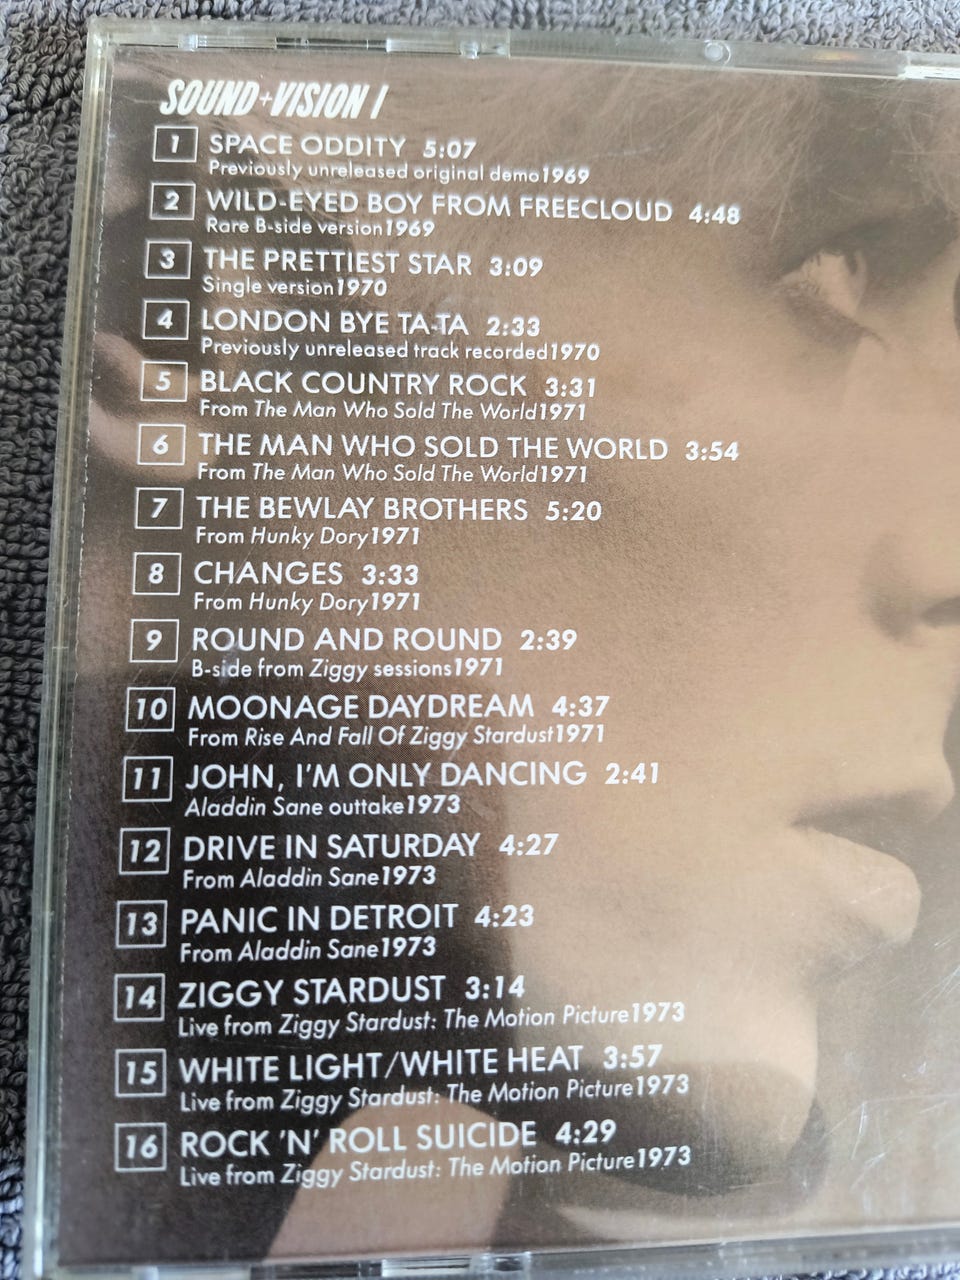 SOUND+VISION I
1 SPACE ODDITY 5:07
Previously unreleased original demo1969
2 WILD-EYED BOY FROM FREECLOUD 4:48
Rare B-side version1969
3 THE PRETTIEST STAR 3:09
Single version1970
4 LONDON BYE TA-TA 2:33
Previously unreleased track recorded1970
5 BLACK COUNTRY ROCK 3:31
From The Man Who Sold The World1971
6 THE MAN WHO SOLD THE WORLD 3:54
From The Man Who Sold The World1971
7 THE BEWLAY BROTHERS 5:20
From Hunky Dory1971
8 CHANGES 3:33
From Hunky Dory1971
9 ROUND AND ROUND 2:39
B-side from Ziggy sessions1971
10 MOONAGE DAYDREAM 4:37
From Rise And Fall Of Ziggy Stardust1971
11 JOHN, I'M ONLY DANCING 2:41
Aladdin Sane outtake1973
12 DRIVE IN SATURDAY 4:27
From Aladdin Sane1973
13 PANIC IN DETROIT 4:23
From Aladdin Sane1973
14 ZIGGY STARDUST 3:14
Live from Ziggy Stardust: The Motion Picture1973
15 WHITE LIGHT/WHITE HEAT 3:57
Live from Ziggy Stardust: The Motion Picture1973
16 ROCK 'N' ROLL SUICIDE 4:29
Live from Ziggy Stardust: The Motion Picture1973